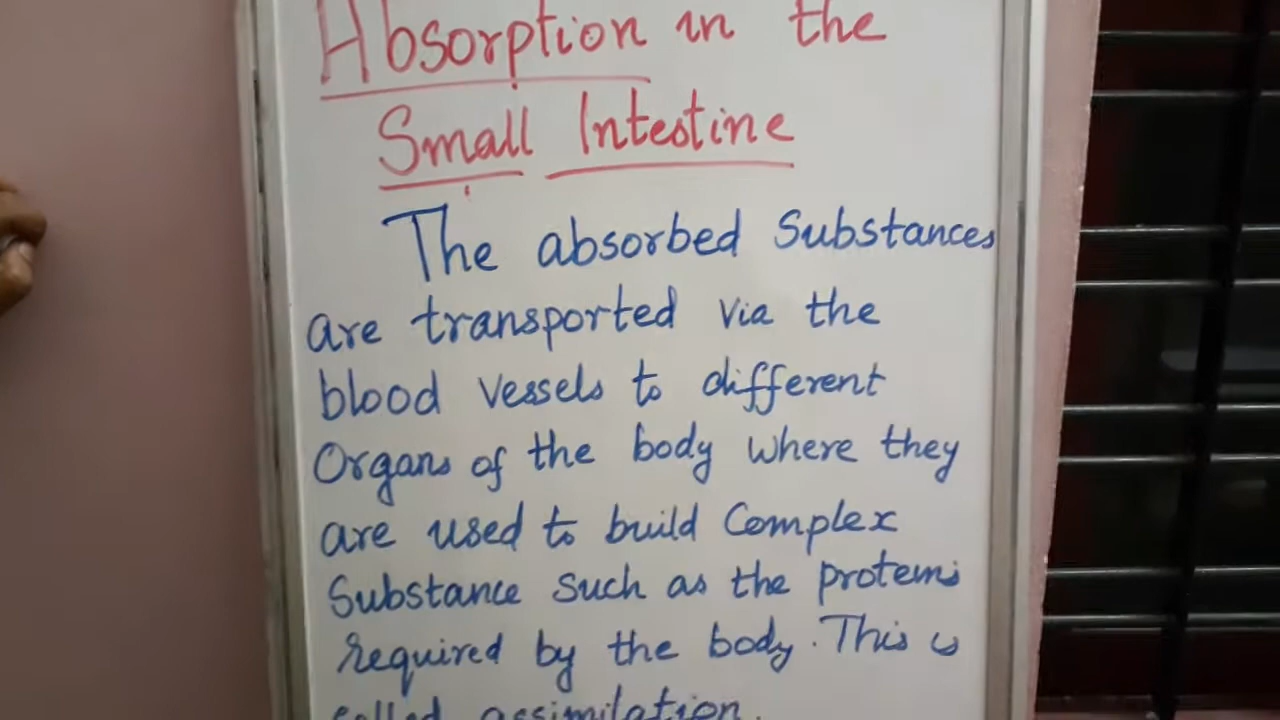 Absorption in the
Small Intestine
The absorbed Substances
are transported via the
blood vessels to different
Organs of the body where they
are used to build Complex
Substance such as the proteins
required by the body. This is
called assimilation.